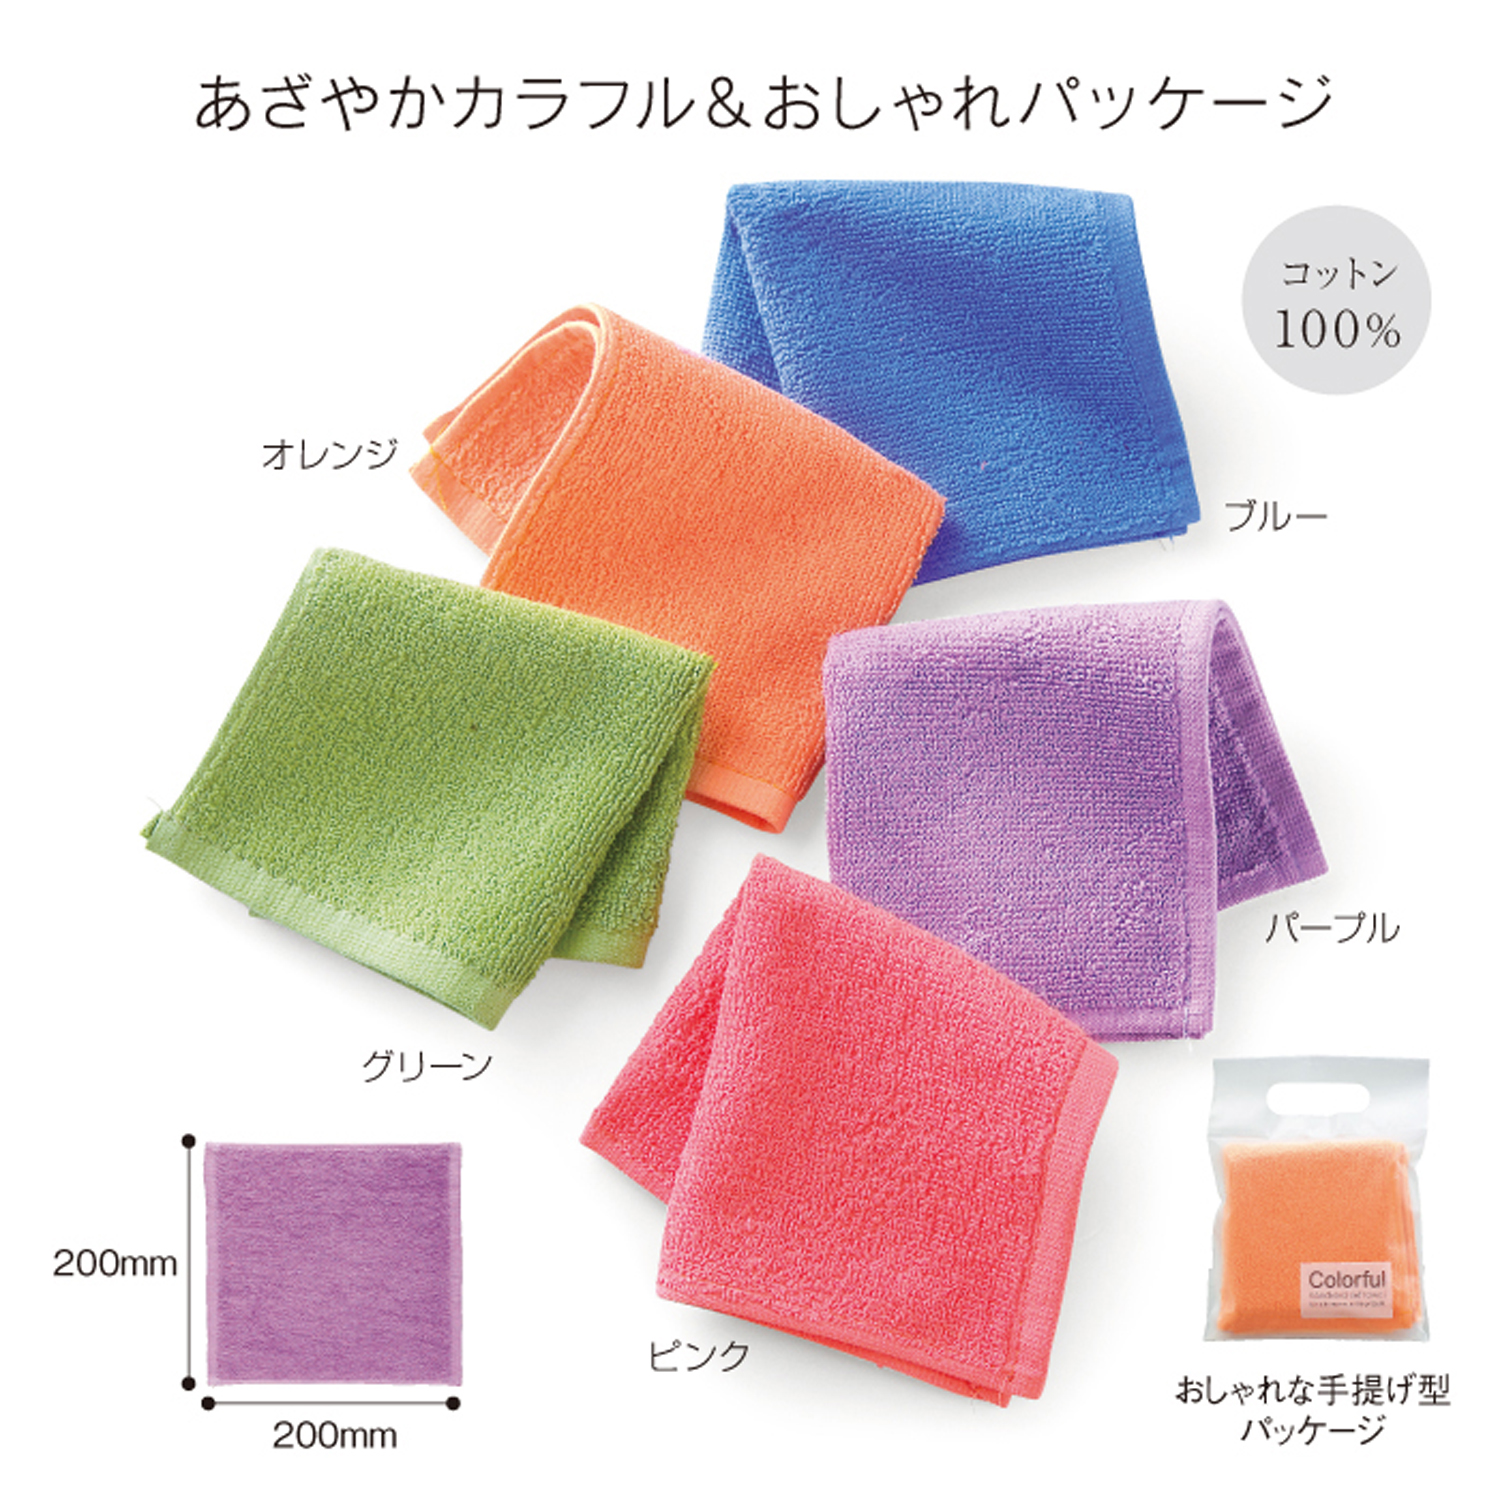 あざやかカラフル＆おしゃれパッケージ
コットン
100%
オレンジ
ブルー
パープル
グリーン
200mm
200mm
ピンク
Colorful
おしゃれな手提げ型
パッケージ